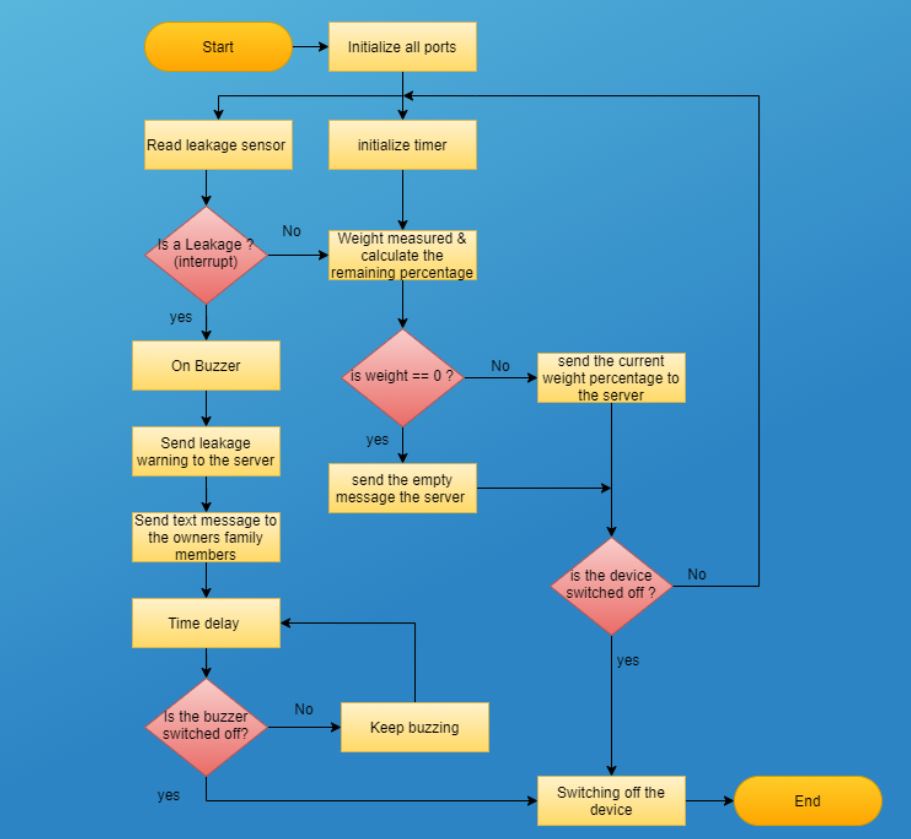 Start
Initialize all ports
Read leakage sensor
initialize timer
Is a Leakage ?
(interrupt)
No
Weight measured &
calculate the
remaining percentage
yes
On Buzzer
is weight == 0 ?
No
send the current
weight percentage to
the server
yes
Send leakage
warning to the server
send the empty
message the server
Send text message to
the owners family
members
is the device
switched off ?
No
Time delay
yes
Is the buzzer
switched off?
No
Keep buzzing
yes
Switching off the
device
End